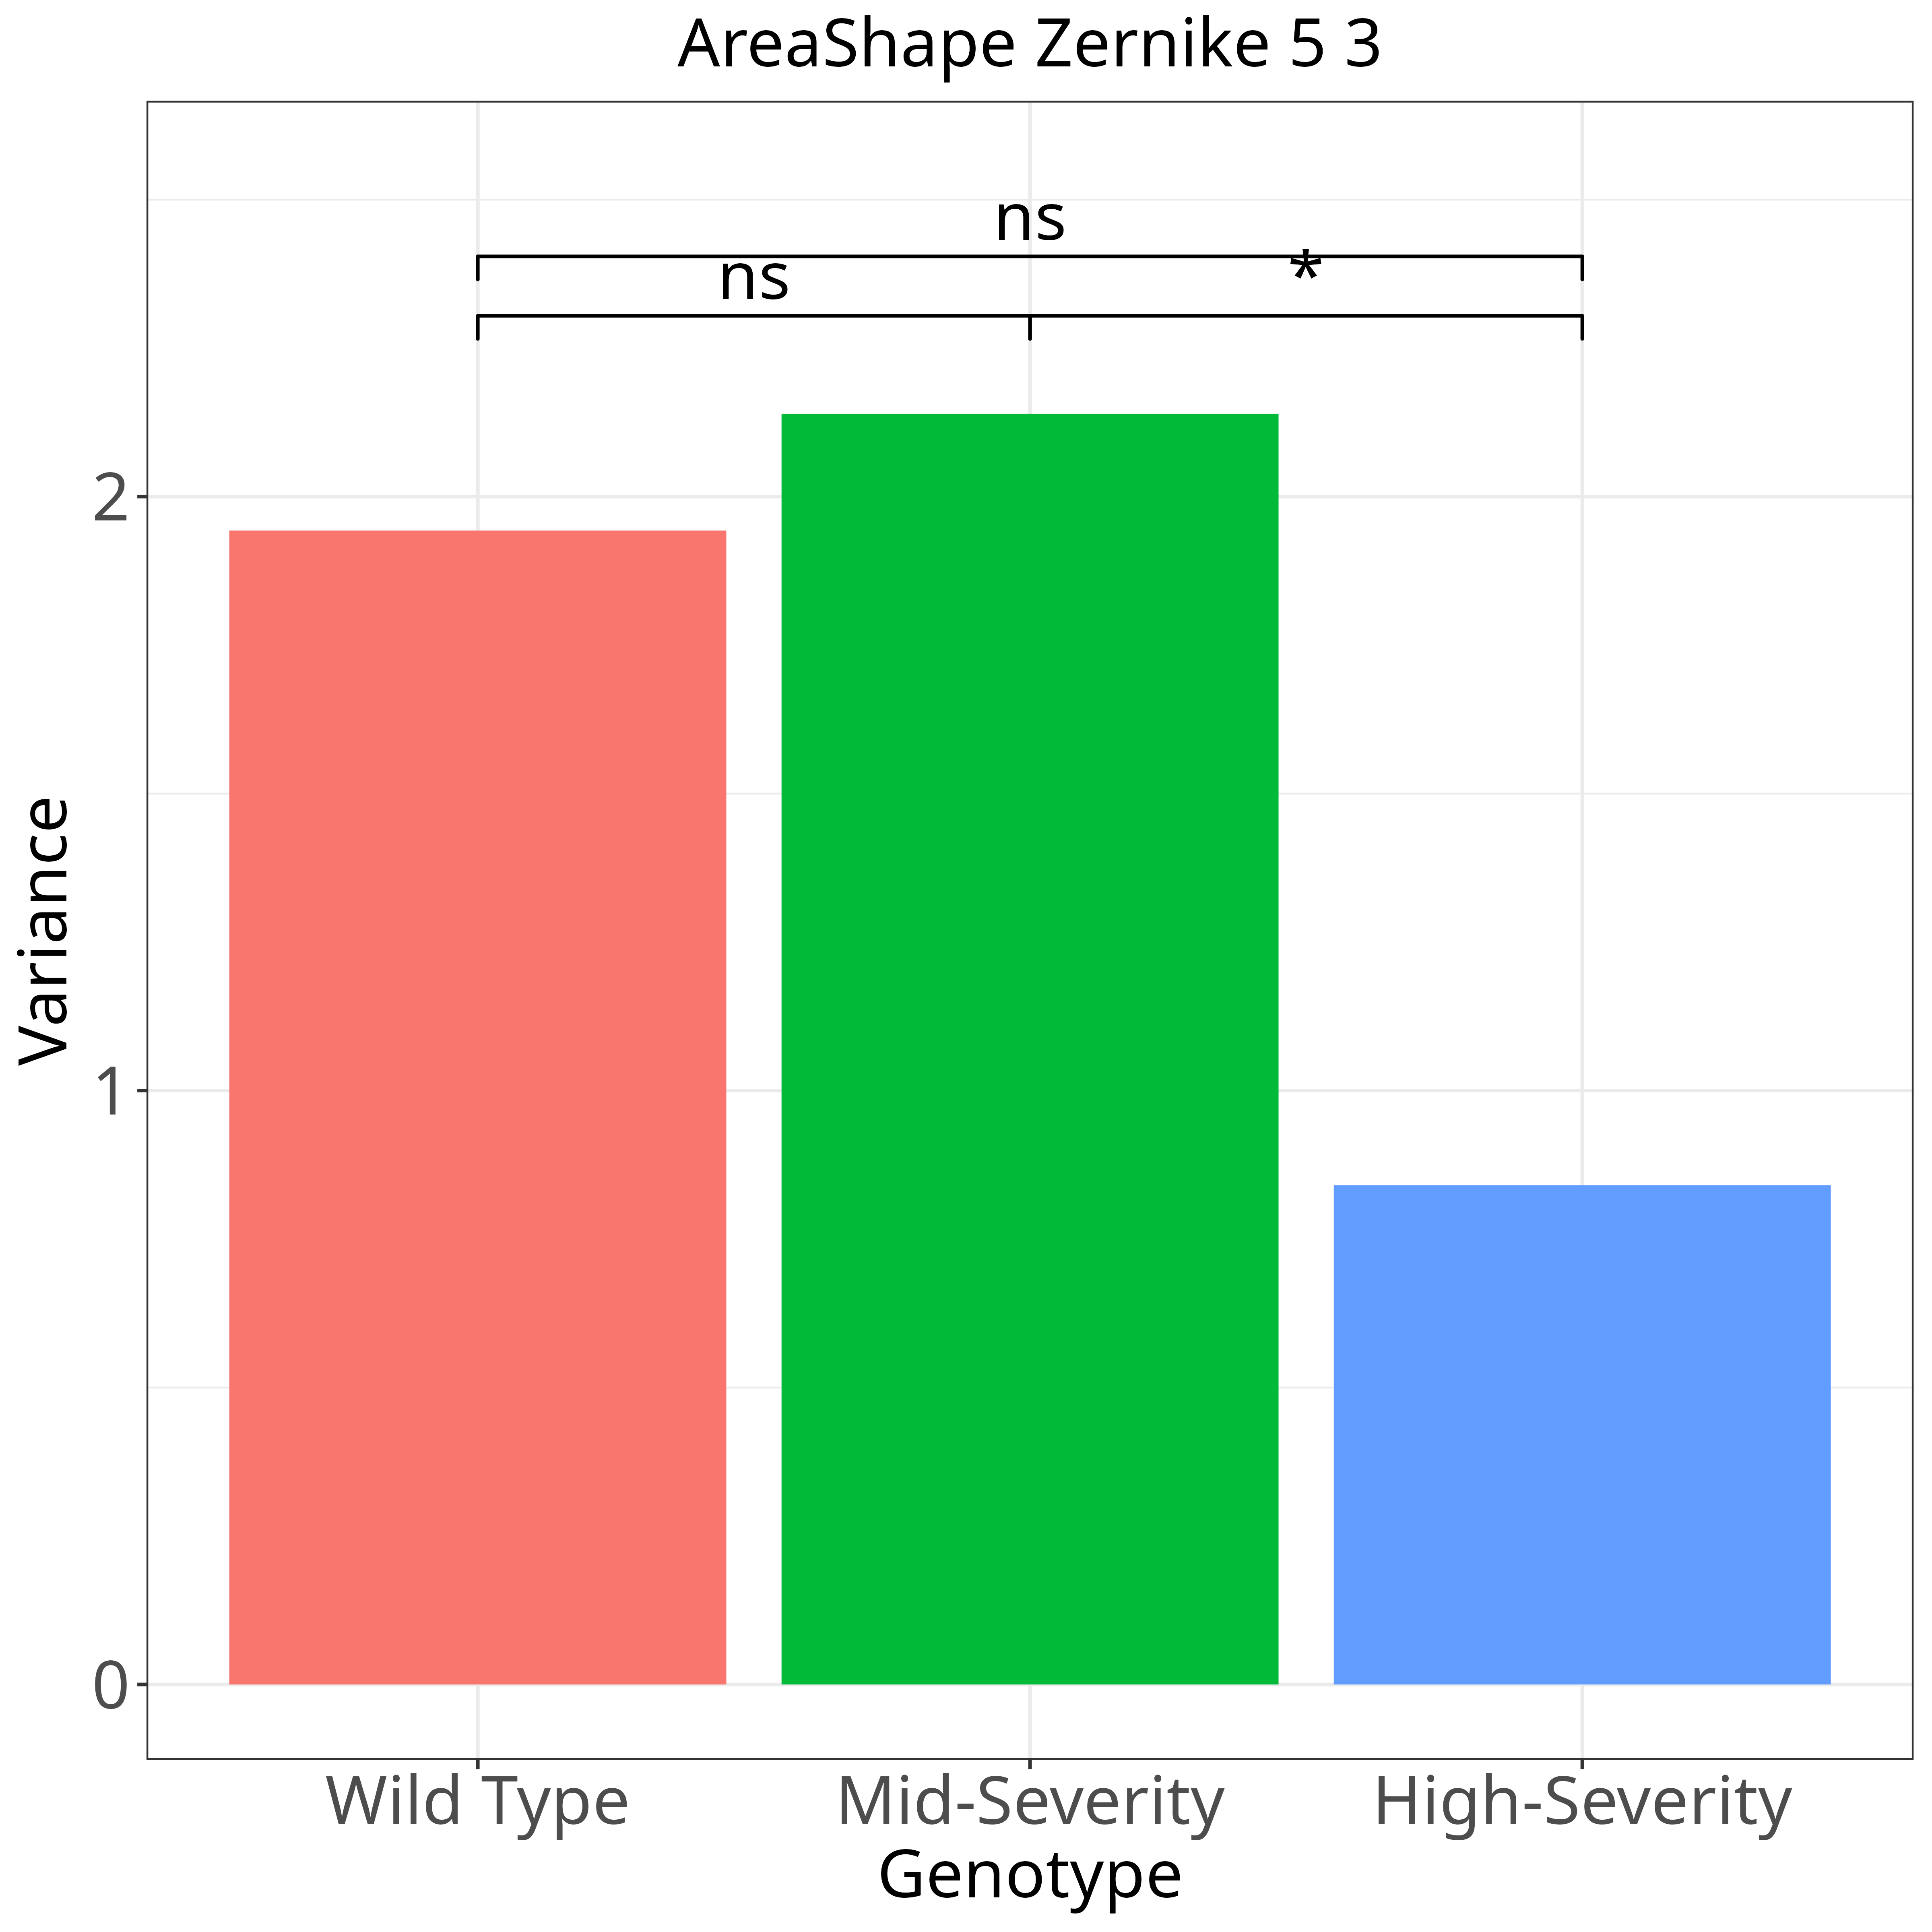 AreaShape Zernike 5 3
ns
ns
*
2
1
0
Variance
Wild Type
Mid-Severity
High-Severity
Genotype